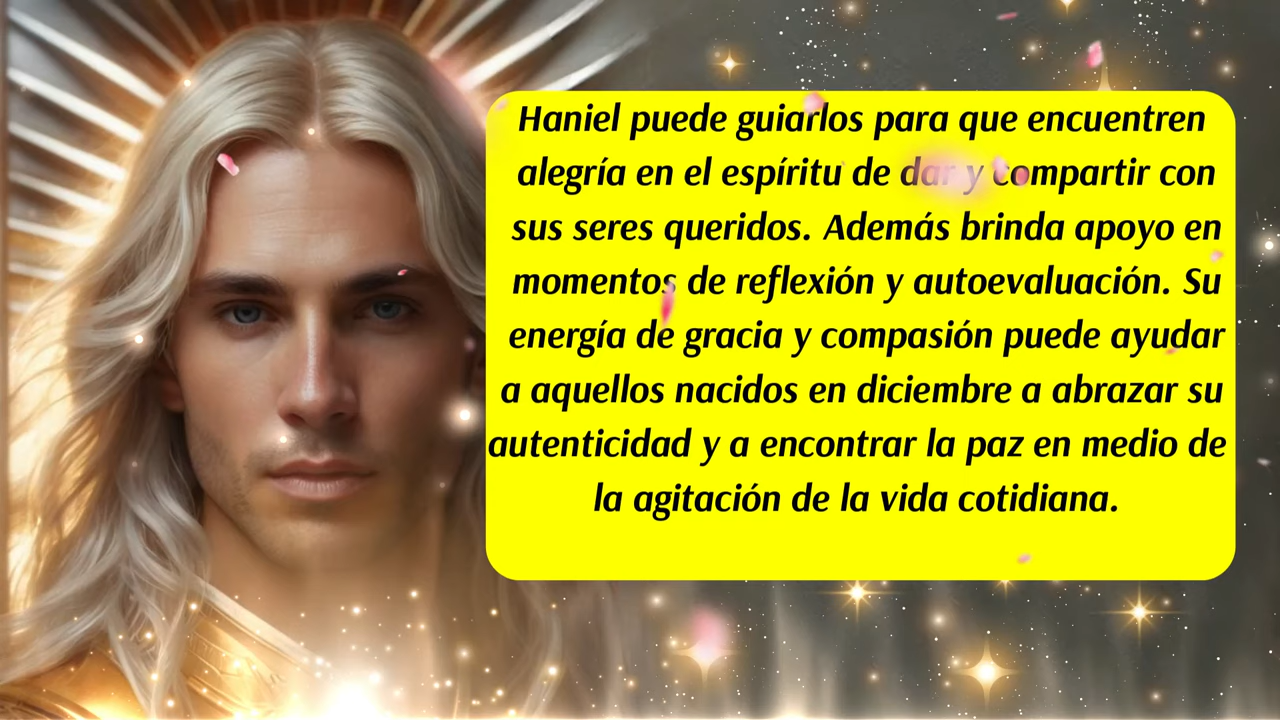 Haniel puede guiarlos para que encuentren
alegría en el espíritu de dar y compartir con
sus seres queridos. Además brinda apoyo en
momentos de reflexión y autoevaluación. Su
energía de gracia y compasión puede ayudar
a aquellos nacidos en diciembre a abrazar su
autenticidad y a encontrar la paz en medio de
la agitación de la vida cotidiana.